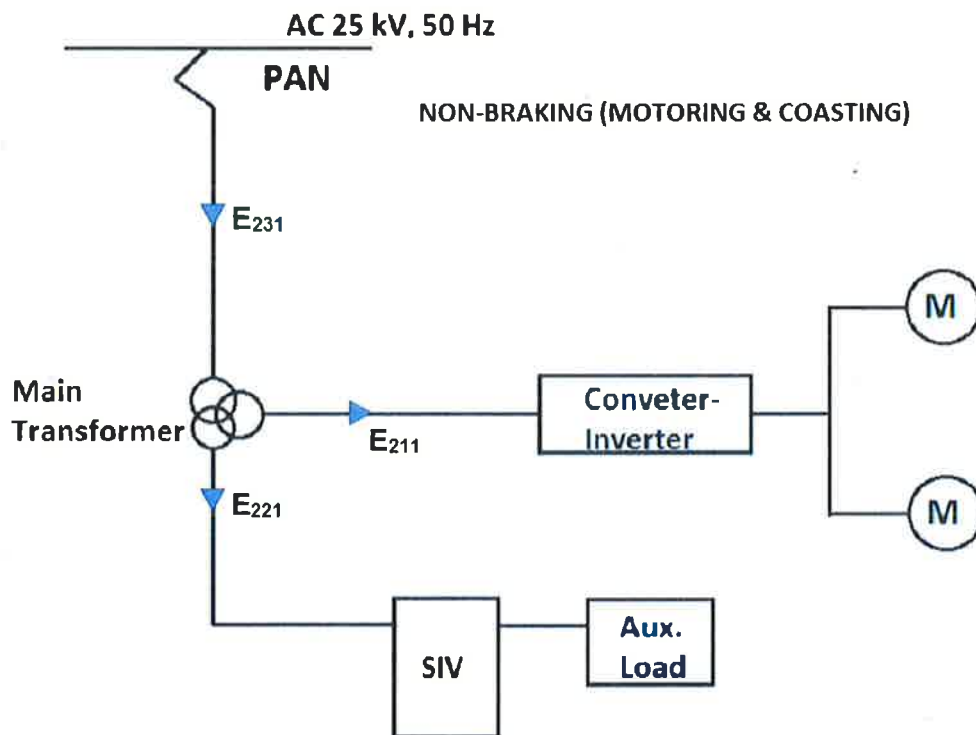 AC 25 kV, 50 Hz
PAN
NON-BRAKING (MOTORING & COASTING)
E231
M
Main
Transformer
Conveter-
Inverter
E211
E221
M
SIV
Aux.
Load